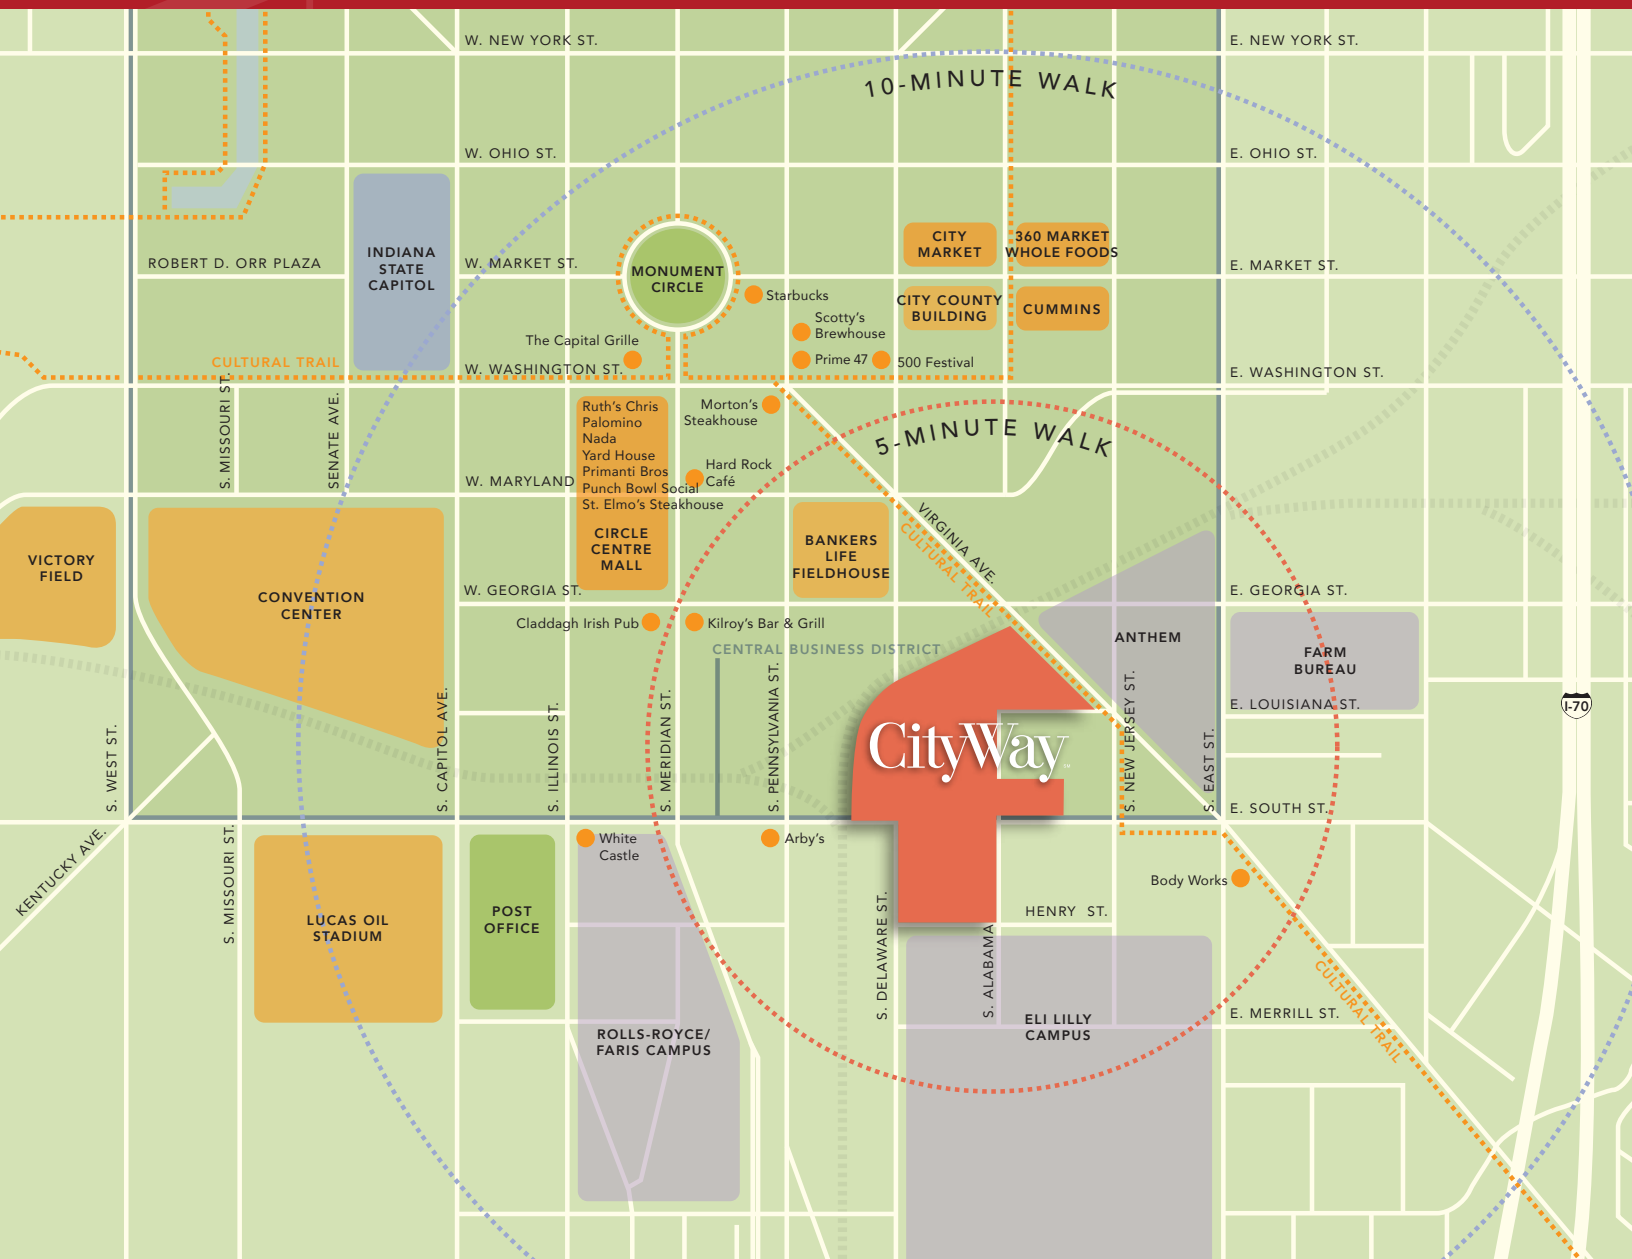 W. NEW YORK ST.
E. NEW YORK ST.
10-MINUTE WALK
W. OHIO ST.
E. OHIO ST.
INDIANA
STATE
CAPITOL
ROBERT D. ORR PLAZA
W. MARKET ST.
MONUMENT
CIRCLE
CITY
MARKET
360 MARKET
WHOLE FOODS
E. MARKET ST.
Starbucks
CITY COUNTY
BUILDING
CUMMINS
Scotty's
Brewhouse
The Capital Grille
Prime 47
500 Festival
CULTURAL TRAIL
W. WASHINGTON ST.
E. WASHINGTON ST.
S. MISSOURI ST.
SENATE AVE.
Ruth's Chris
Palomino
Nada
Yard House
Primanti Bros
Punch Bowl Social
St. Elmo's Steakhouse
CIRCLE
CENTRE
MALL
Morton's
Steakhouse
5-MINUTE WALK
Hard Rock
Café
W. MARYLAND
VICTORY
FIELD
CONVENTION
CENTER
BANKERS
LIFE
FIELDHOUSE
VIRGINIA AVE.
CULTURAL TRAIL
W. GEORGIA ST.
E. GEORGIA ST.
Claddagh Irish Pub
Kilroy's Bar & Grill
CENTRAL BUSINESS DISTRICT
ANTHEM
FARM
BUREAU
E. LOUISIANA ST.
I-70
CityWay
S. WEST ST.
S. CAPITOL AVE.
S. ILLINOIS ST.
S. MERIDIAN ST.
S. PENNSYLVANIA ST.
S. NEW JERSEY ST.
S. EAST ST.
E. SOUTH ST.
KENTUCKY AVE.
S. MISSOURI ST.
White
Castle
Arby's
Body Works
LUCAS OIL
STADIUM
POST
OFFICE
S. DELAWARE ST.
S. ALABAMA
HENRY ST.
CULTURAL TRAIL
ROLLS-ROYCE/
FARIS CAMPUS
ELI LILLY
CAMPUS
E. MERRILL ST.